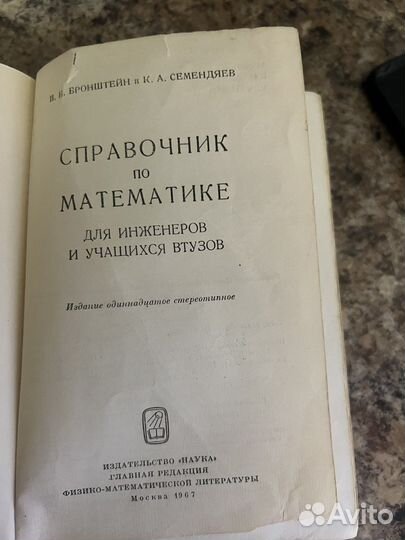 И. Н. БРОНШТЕЙН и К. А. СЕМЕНДЯЕВ
СПРАВОЧНИК
ПО
МАТЕМАТИКЕ
ДЛЯ ИНЖЕНЕРОВ
И УЧАЩИХСЯ ВТУЗОВ
Издание одиннадцатое стереотипное
ИЗДАТЕЛЬСТВО «НАУКА»
ГЛАВНАЯ РЕДАКЦИЯ
ФИЗИКО-МАТЕМАТИЧЕСКОЙ ЛИТЕРАТУРЫ
Москва 1967
Avito